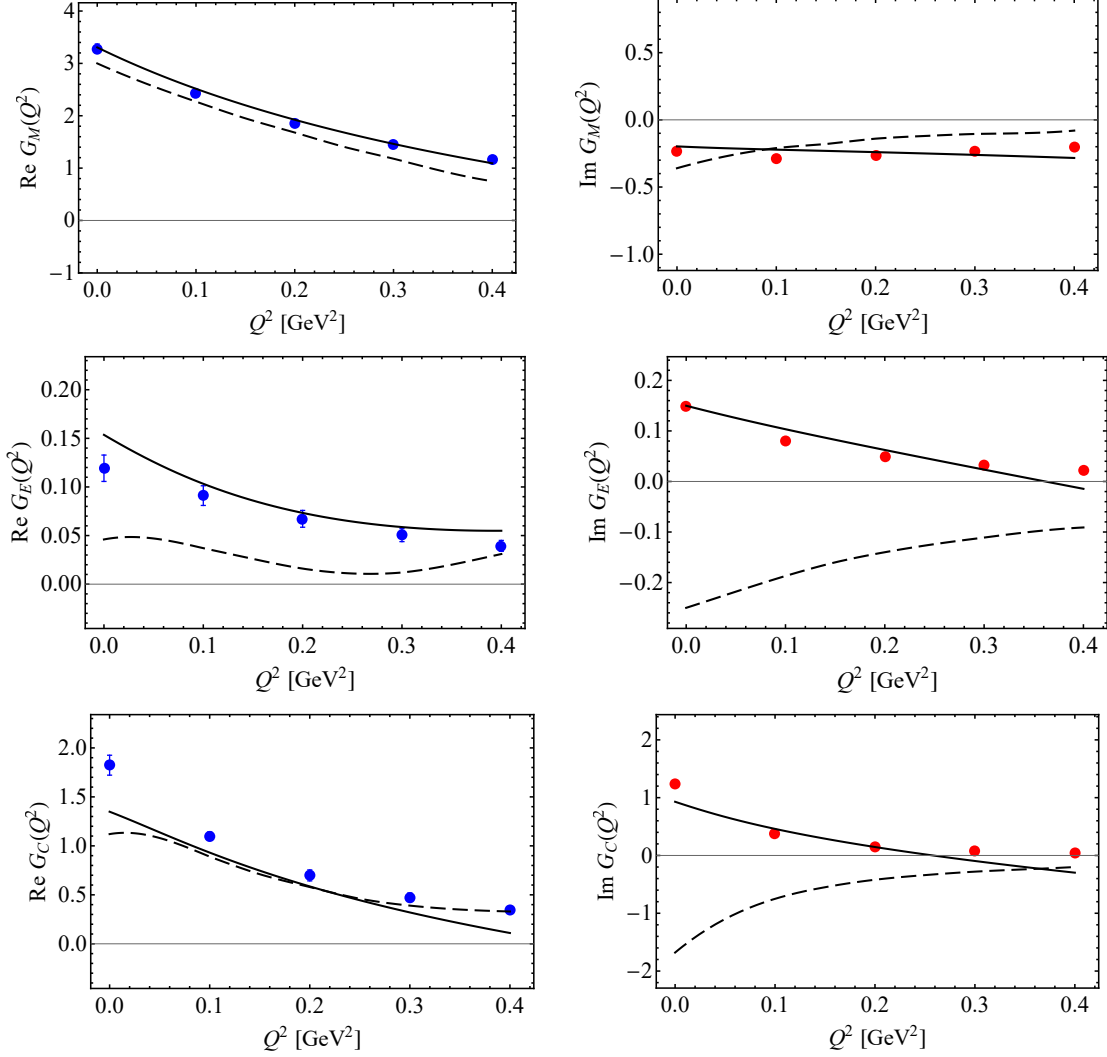 Re G_M(Q^2)
4
3
2
1
0
−1
0.0 0.1 0.2 0.3 0.4
Q^2 [GeV^2]
Im G_M(Q^2)
0.5
0.0
−0.5
−1.0
0.0 0.1 0.2 0.3 0.4
Q^2 [GeV^2]
Re G_E(Q^2)
0.20
0.15
0.10
0.05
0.00
0.0 0.1 0.2 0.3 0.4
Q^2 [GeV^2]
Im G_E(Q^2)
0.2
0.1
0.0
−0.1
−0.2
0.0 0.1 0.2 0.3 0.4
Q^2 [GeV^2]
Re G_C(Q^2)
2.0
1.5
1.0
0.5
0.0
0.0 0.1 0.2 0.3 0.4
Q^2 [GeV^2]
Im G_C(Q^2)
2
1
0
−1
−2
0.0 0.1 0.2 0.3 0.4
Q^2 [GeV^2]